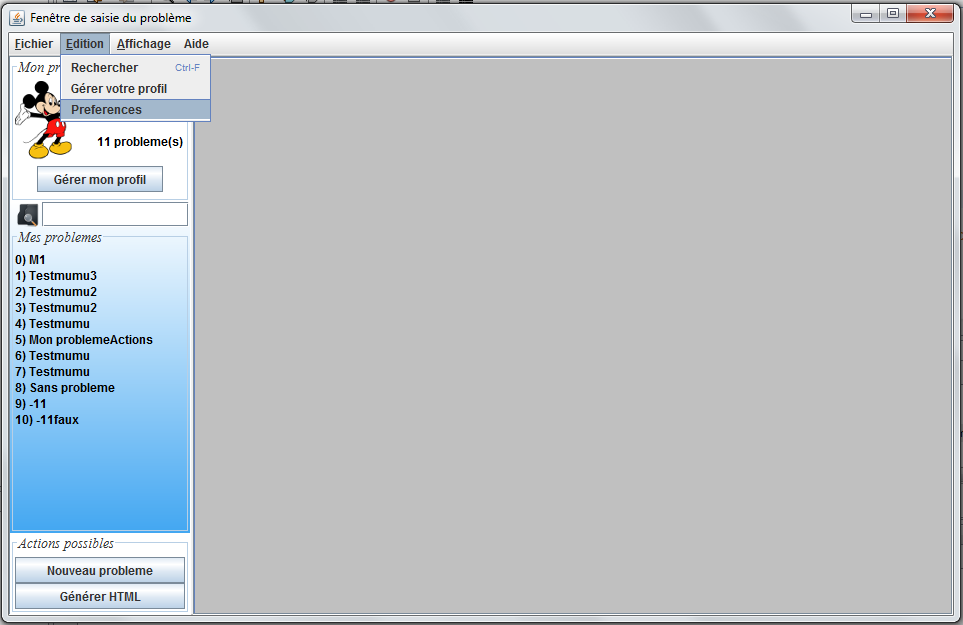 Fenêtre de saisie du problème
Fichier Edition Affichage Aide
Rechercher Ctrl-F
Gérer votre profil
Preferences
Mon pr
11 probleme(s)
Gérer mon profil
Mes problemes
0) M1
1) Testmumu3
2) Testmumu2
3) Testmumu2
4) Testmumu
5) Mon problemeActions
6) Testmumu
7) Testmumu
8) Sans probleme
9) -11
10) -11faux
Actions possibles
Nouveau probleme
Générer HTML